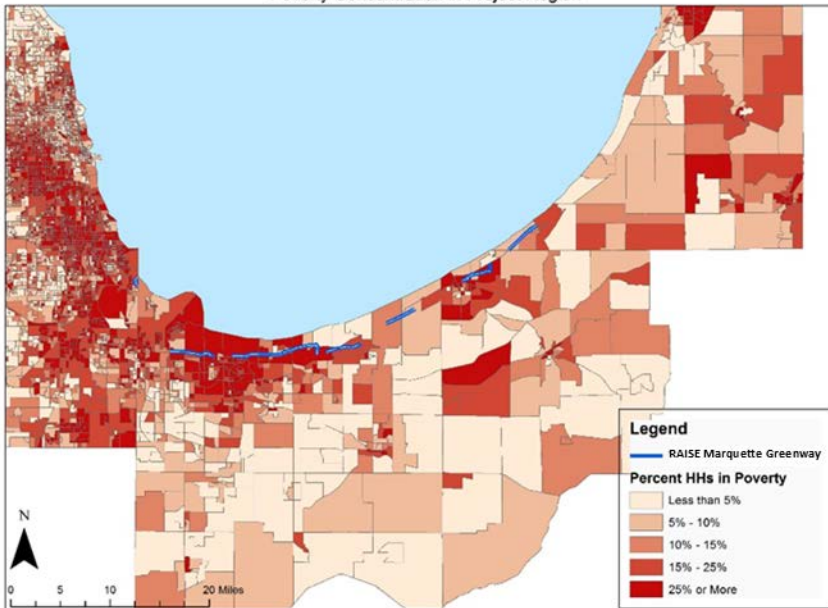 Legend
RAISE Marquette Greenway
Percent HHs in Poverty
Less than 5%
5% - 10%
10% - 15%
15% - 25%
25% or More
N
0 5 10 20 Miles